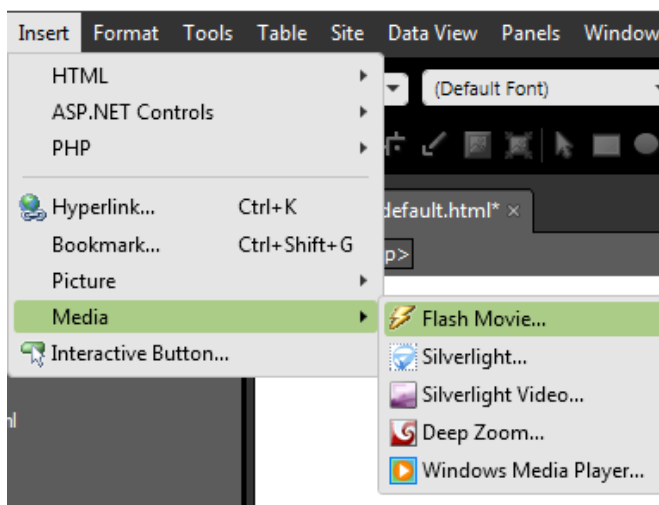 Insert Format Tools Table Site Data View Panels Window
HTML
(Default Font)
ASP.NET Controls
PHP
Hyperlink... Ctrl+K
default.html* ×
Bookmark... Ctrl+Shift+G
p>
Picture
Media
Flash Movie...
Interactive Button...
Silverlight...
Silverlight Video...
Deep Zoom...
Windows Media Player...